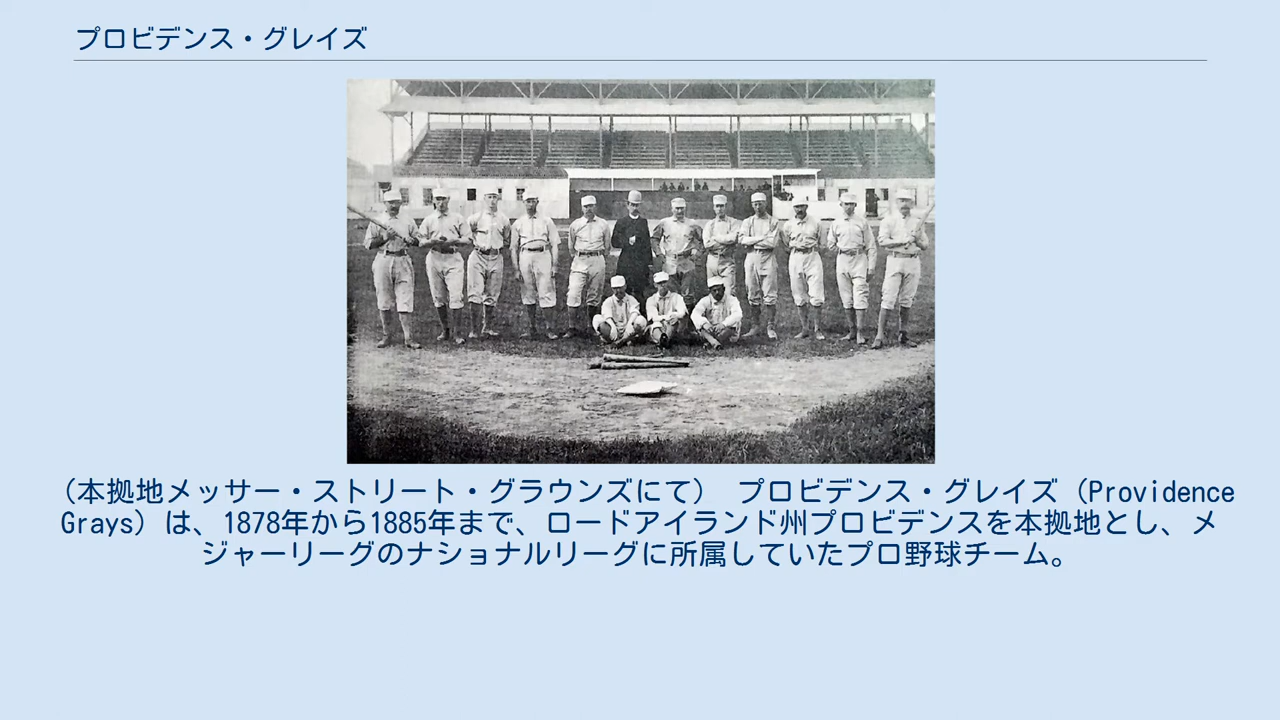 プロビデンス・グレイズ
（本拠地メッサー・ストリート・グラウンズにて） プロビデンス・グレイズ（Providence
Grays）は、1878年から1885年まで、ロードアイランド州プロビデンスを本拠地とし、メ
ジャーリーグのナショナルリーグに所属していたプロ野球チーム。